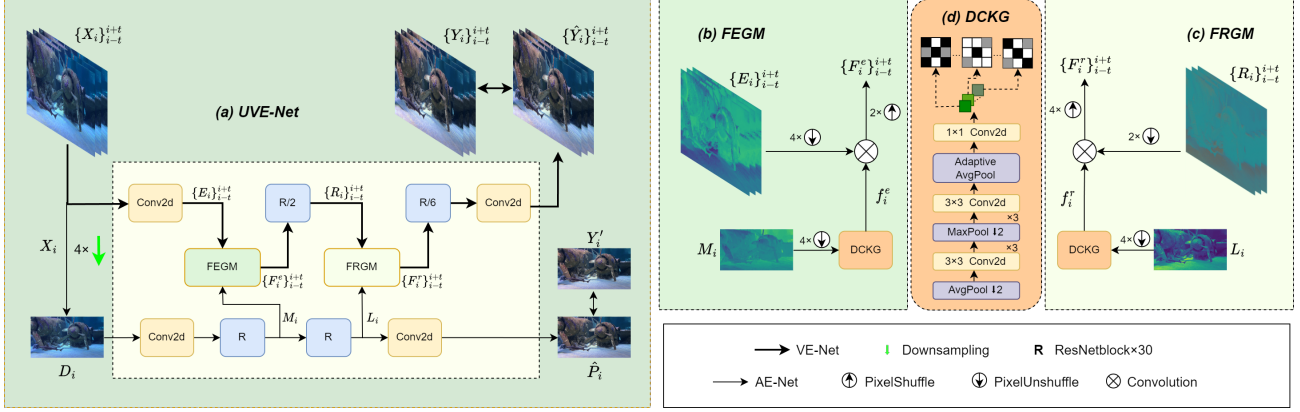 {X_i}_{i-t}^{i+t}
{Y_i}_{i-t}^{i+t}
{Ŷ_i}_{i-t}^{i+t}
(a) UVE-Net
Conv2d
{E_i}_{i-t}^{i+t}
R/2
{R_i}_{i-t}^{i+t}
R/6
Conv2d
X_i
4×
FEGM
{F_i^e}_{i-t}^{i+t}
FRGM
{F_i^r}_{i-t}^{i+t}
Y_i′
M_i
L_i
Conv2d
R
R
Conv2d
D_i
P̂_i
(b) FEGM
{E_i}_{i-t}^{i+t}
{F_i^e}_{i-t}^{i+t}
2×
4×
f_i^e
M_i
4×
DCKG
(d) DCKG
1×1 Conv2d
Adaptive
AvgPool
3×3 Conv2d
×3
MaxPool ⬇2
×3
3×3 Conv2d
AvgPool ⬇2
(c) FRGM
{F_i^r}_{i-t}^{i+t}
{R_i}_{i-t}^{i+t}
4×
2×
f_i^r
DCKG
4×
L_i
VE-Net
Downsampling
R ResNetblock×30
AE-Net
PixelShuffle
PixelUnshuffle
Convolution